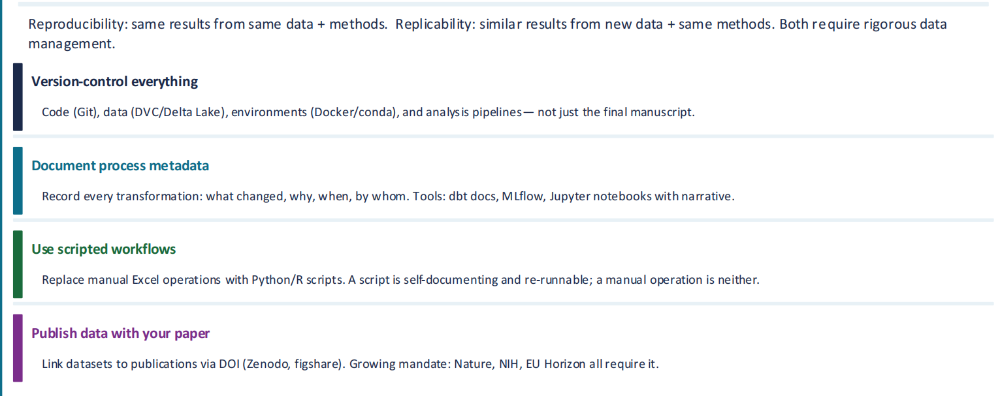 Reproducibility: same results from same data + methods.  Replicability: similar results from new data + same methods. Both require rigorous data
management.
Version-control everything
Code (Git), data (DVC/Delta Lake), environments (Docker/conda), and analysis pipelines— not just the final manuscript.
Document process metadata
Record every transformation: what changed, why, when, by whom. Tools: dbt docs, MLflow, Jupyter notebooks with narrative.
Use scripted workflows
Replace manual Excel operations with Python/R scripts. A script is self-documenting and re-runnable; a manual operation is neither.
Publish data with your paper
Link datasets to publications via DOI (Zenodo, figshare). Growing mandate: Nature, NIH, EU Horizon all require it.